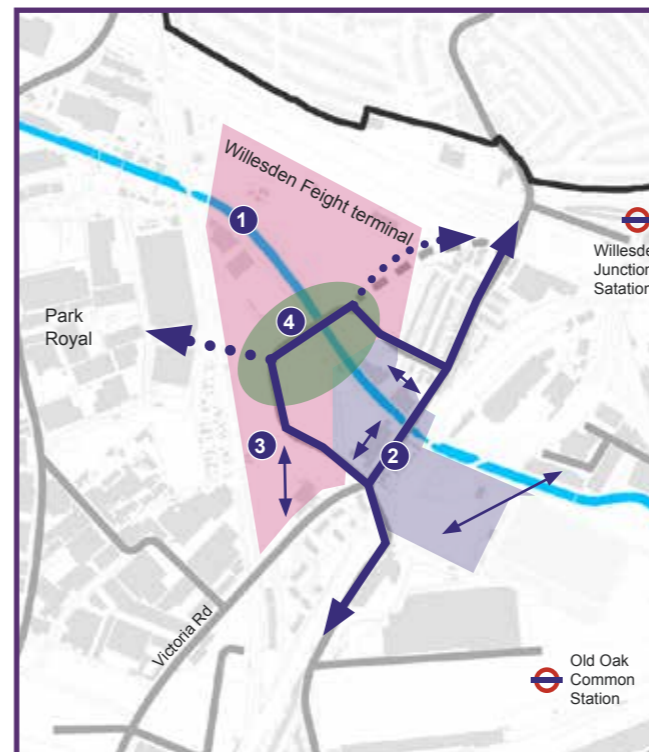 Willesden Feight terminal
1
Willesde
Junction
Satation
4
Park
Royal
3
2
Victoria Rd
Old Oak
Common
Station